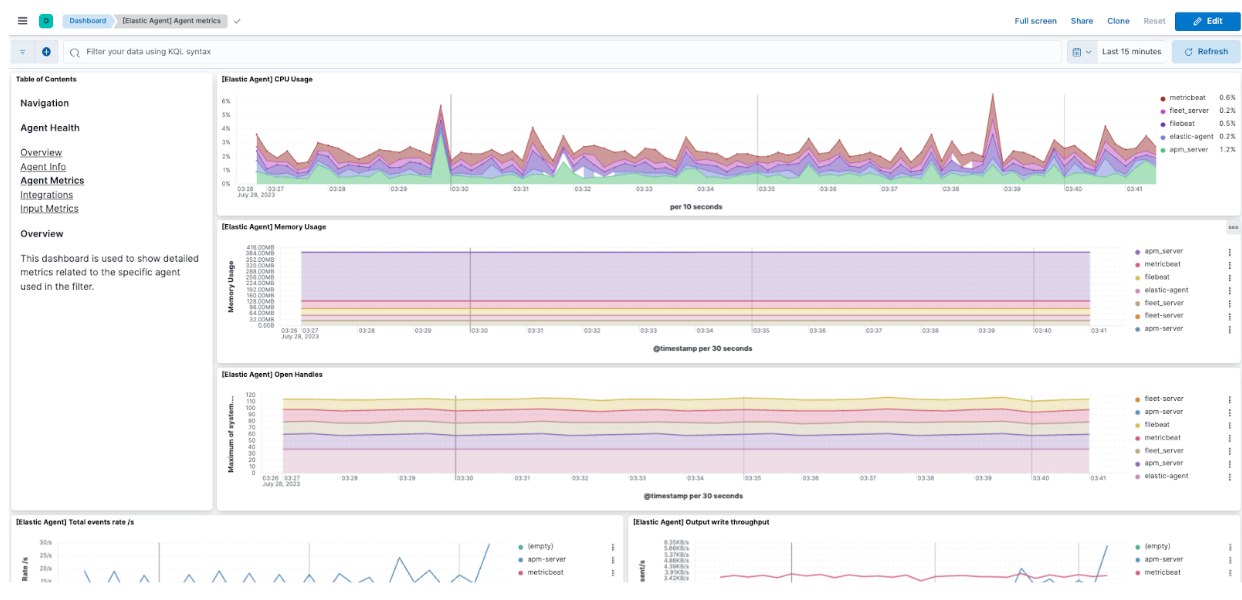 D Dashboard [Elastic Agent] Agent metrics Full screen Share Clone Reset Edit
Filter your data using KQL syntax Last 15 minutes Refresh
Table of Contents
Navigation
Agent Health
Overview
Agent Info
Agent Metrics
Integrations
Input Metrics
Overview
This dashboard is used to show detailed
metrics related to the specific agent
used in the filter.
[Elastic Agent] CPU Usage
6%
5%
4%
3%
2%
1%
0%
03:26 03:27 03:28 03:29 03:30 03:31 03:32 03:33 03:34 03:35 03:36 03:37 03:38 03:39 03:40 03:41
July 28, 2023
per 10 seconds
metricbeat 0.6%
fleet_server 0.2%
filebeat 0.5%
elastic-agent 0.2%
apm_server 1.2%
[Elastic Agent] Memory Usage
Memory Usage
416.00MB
384.00MB
352.00MB
320.00MB
288.00MB
256.00MB
224.00MB
192.00MB
160.00MB
128.00MB
96.00MB
64.00MB
32.00MB
0.00B
03:26 03:27 03:28 03:29 03:30 03:31 03:32 03:33 03:34 03:35 03:36 03:37 03:38 03:39 03:40 03:41
July 28, 2023
@timestamp per 30 seconds
apm_server
metricbeat
filebeat
elastic-agent
fleet_server
fleet-server
apm-server
[Elastic Agent] Open Handles
Maximum of system....
120
110
100
90
80
70
60
50
40
30
20
10
0
03:26 03:27 03:28 03:29 03:30 03:31 03:32 03:33 03:34 03:35 03:36 03:37 03:38 03:39 03:40 03:41
July 28, 2023
@timestamp per 30 seconds
fleet-server
apm-server
filebeat
metricbeat
fleet_server
apm_server
elastic-agent
[Elastic Agent] Total events rate /s
Rate /s
30/s
25/s
20/s
15/s
(empty)
apm-server
metricbeat
[Elastic Agent] Output write throughput
sent/s
6.35KB/s
5.86KB/s
5.37KB/s
4.88KB/s
4.39KB/s
3.91KB/s
3.42KB/s
(empty)
apm-server
metricbeat